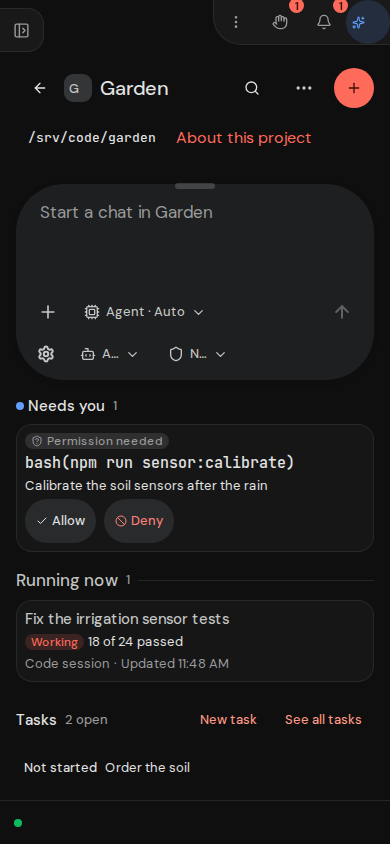 1 1
G Garden
/srv/code/garden About this project
Start a chat in Garden
Agent · Auto
A... N...
Needs you 1
Permission needed
bash(npm run sensor:calibrate)
Calibrate the soil sensors after the rain
Allow Deny
Running now 1
Fix the irrigation sensor tests
Working 18 of 24 passed
Code session · Updated 11:48 AM
Tasks 2 open New task See all tasks
Not started Order the soil